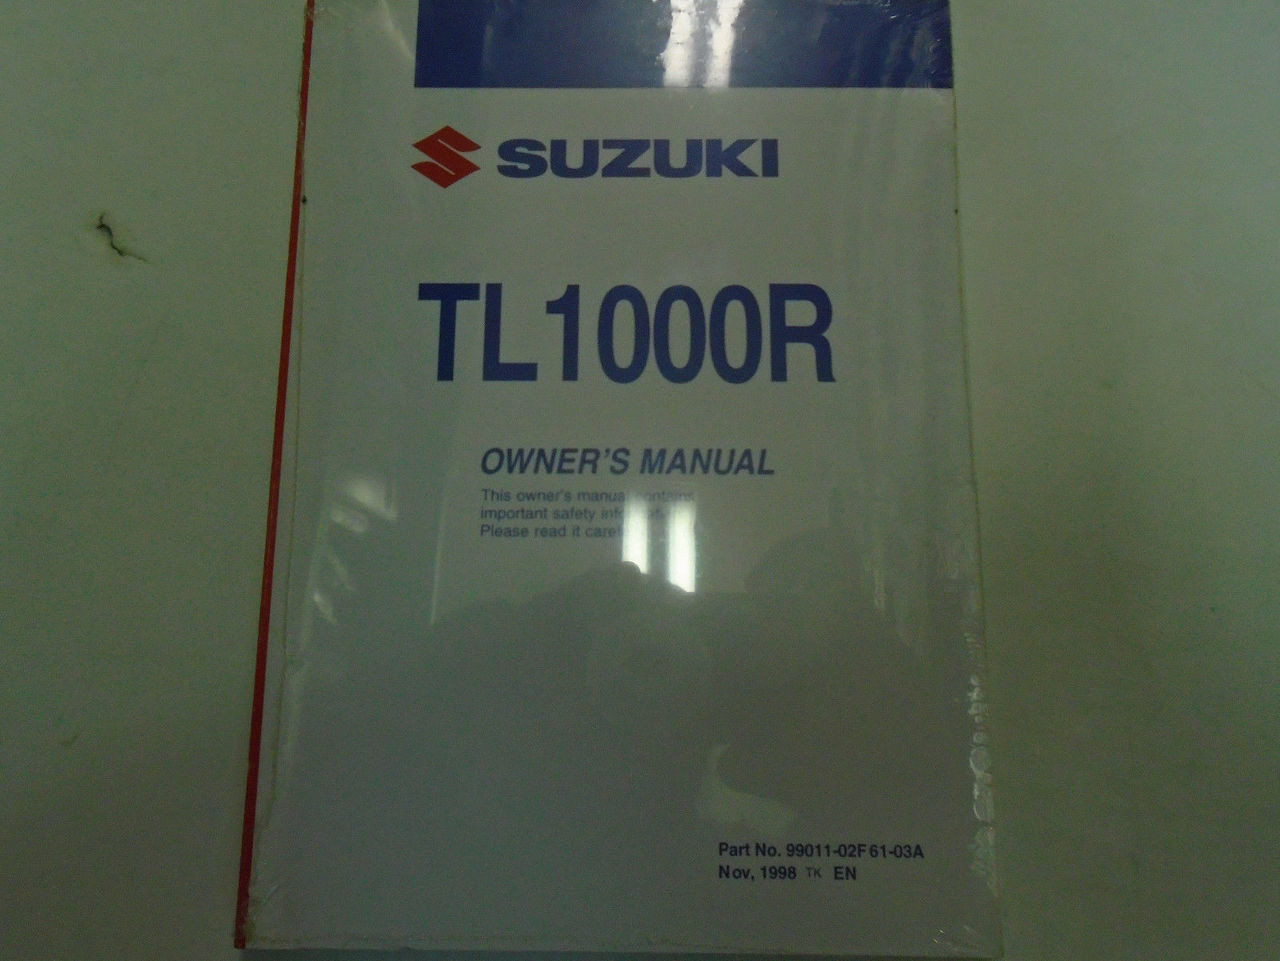 SUZUKI
TL1000R
OWNER'S MANUAL
This owner's manual contains
important safety
Please read it
Part No. 99011-02F61-03A
Nov, 1998 TK EN